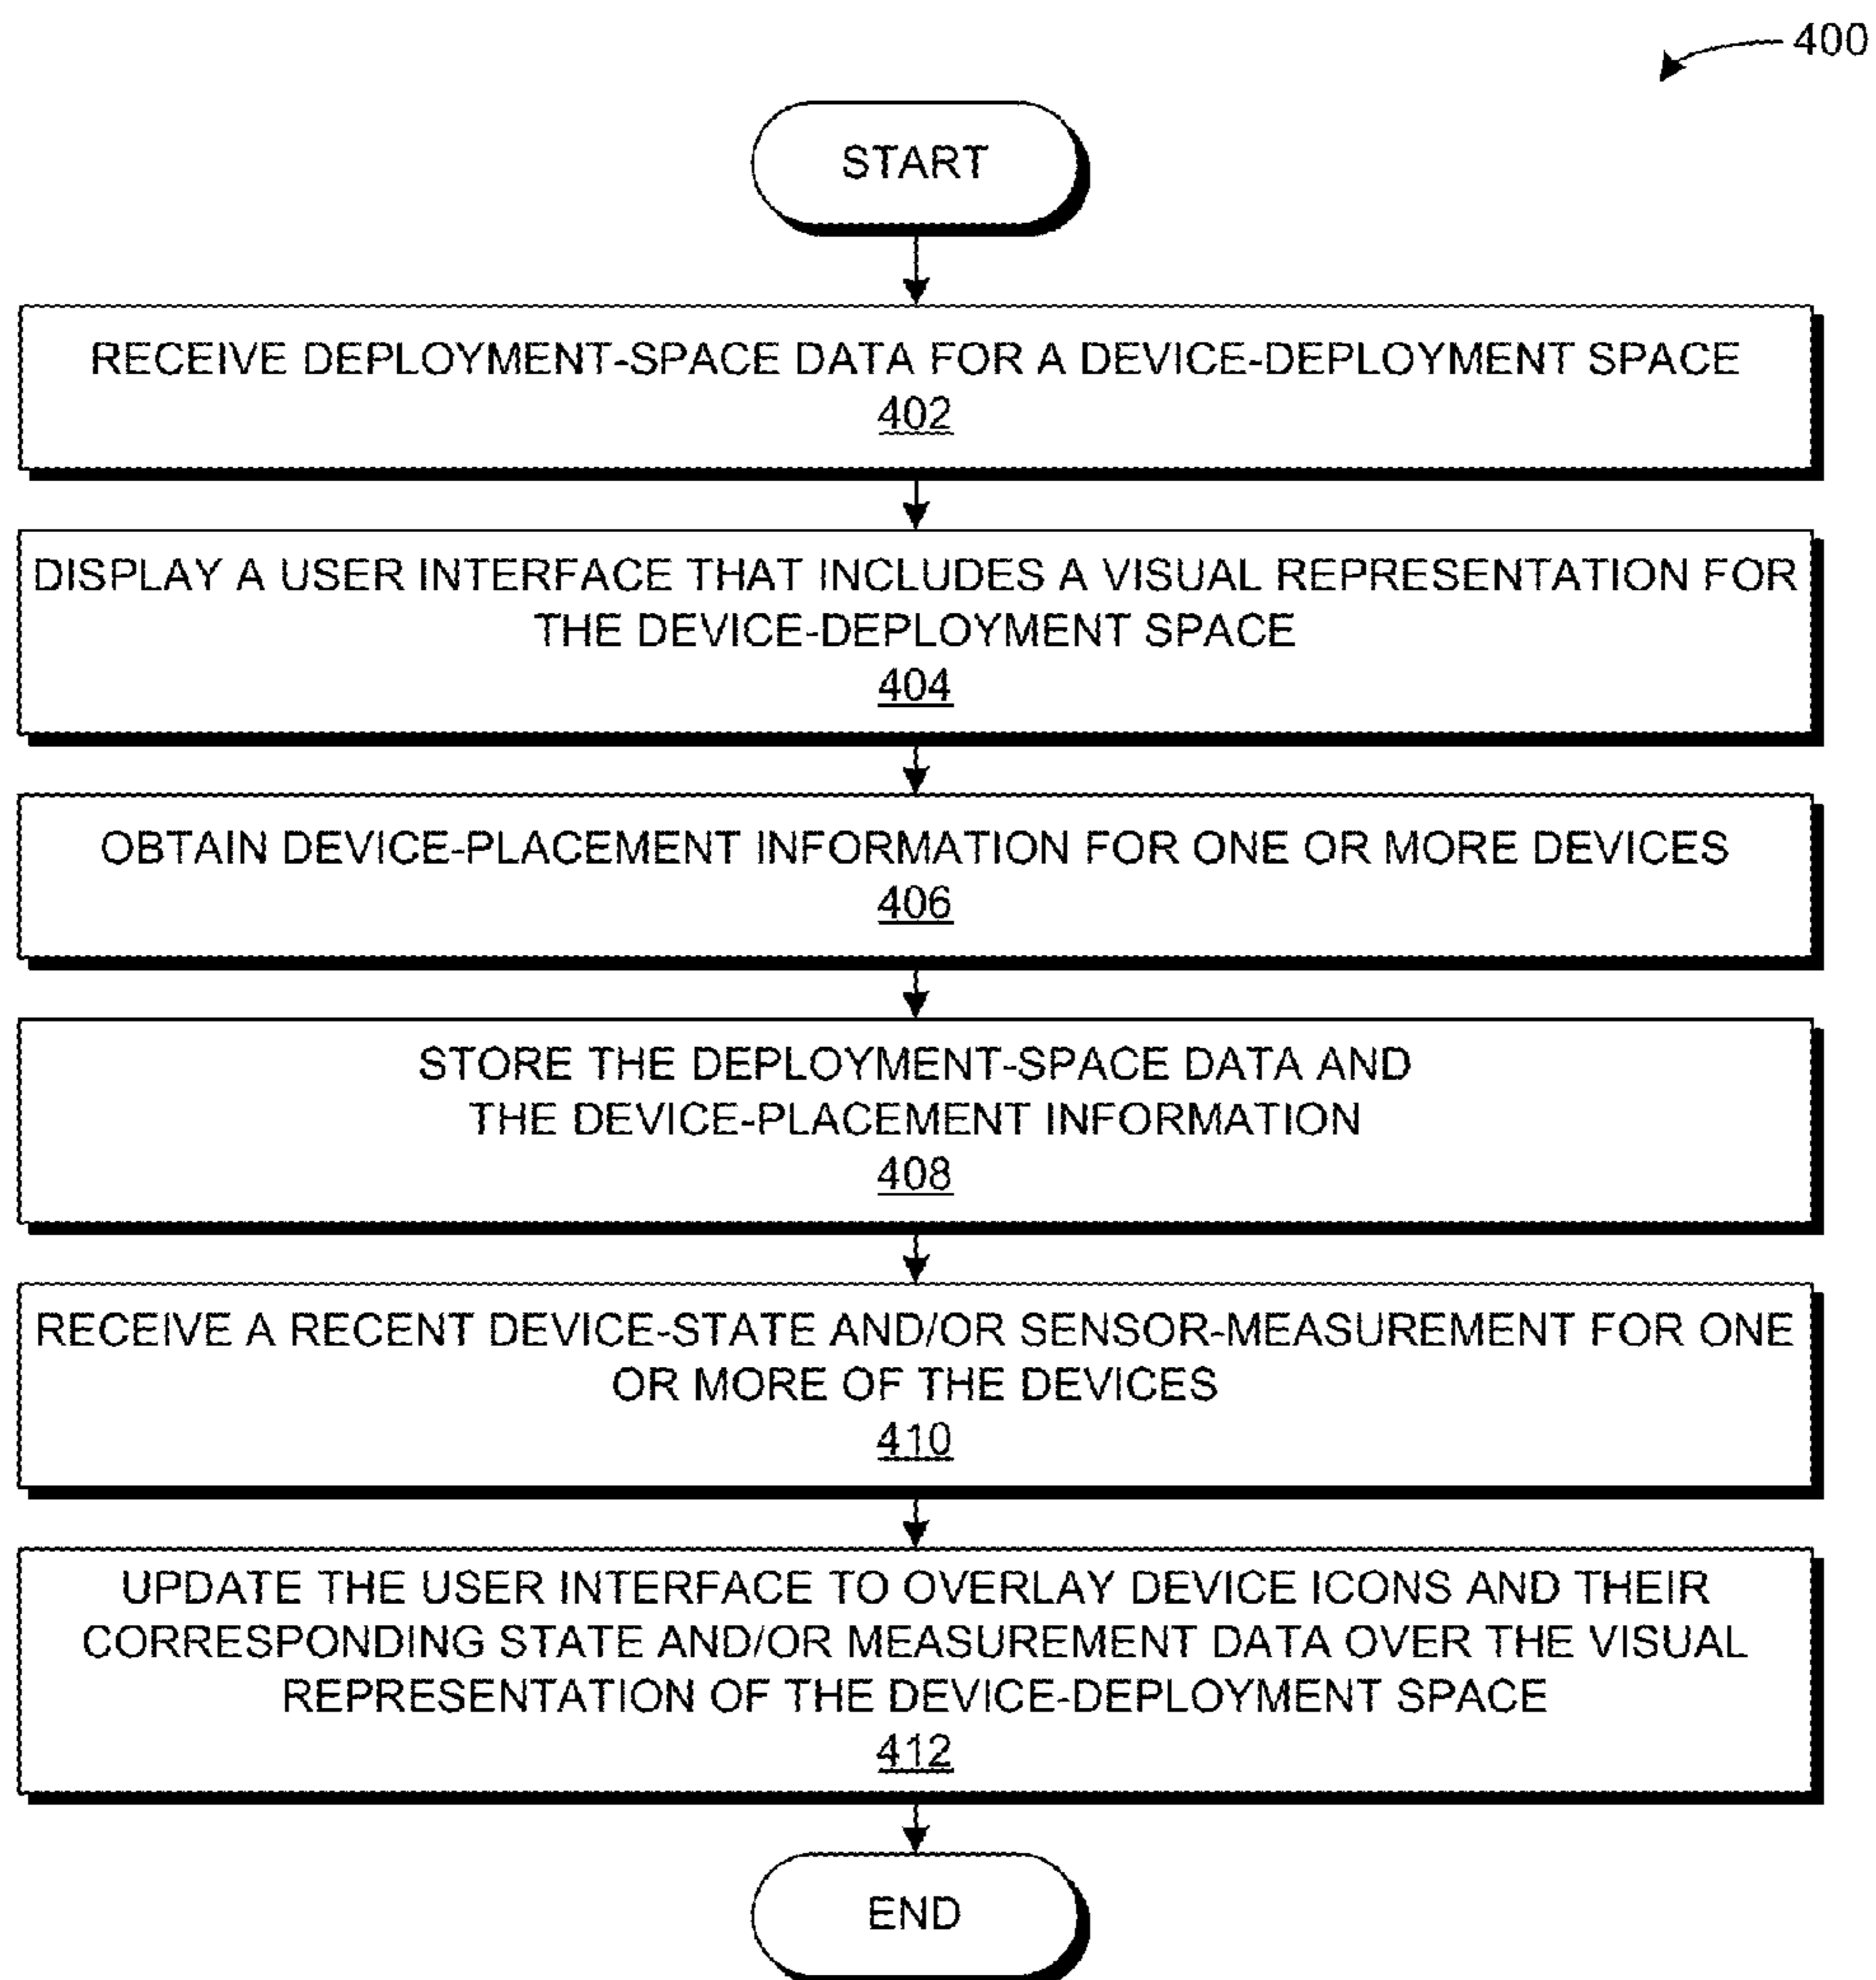 400
START
RECEIVE DEPLOYMENT-SPACE DATA FOR A DEVICE-DEPLOYMENT SPACE
402
DISPLAY A USER INTERFACE THAT INCLUDES A VISUAL REPRESENTATION FOR
THE DEVICE-DEPLOYMENT SPACE
404
OBTAIN DEVICE-PLACEMENT INFORMATION FOR ONE OR MORE DEVICES
406
STORE THE DEPLOYMENT-SPACE DATA AND
THE DEVICE-PLACEMENT INFORMATION
408
RECEIVE A RECENT DEVICE-STATE AND/OR SENSOR-MEASUREMENT FOR ONE
OR MORE OF THE DEVICES
410
UPDATE THE USER INTERFACE TO OVERLAY DEVICE ICONS AND THEIR
CORRESPONDING STATE AND/OR MEASUREMENT DATA OVER THE VISUAL
REPRESENTATION OF THE DEVICE-DEPLOYMENT SPACE
412
END